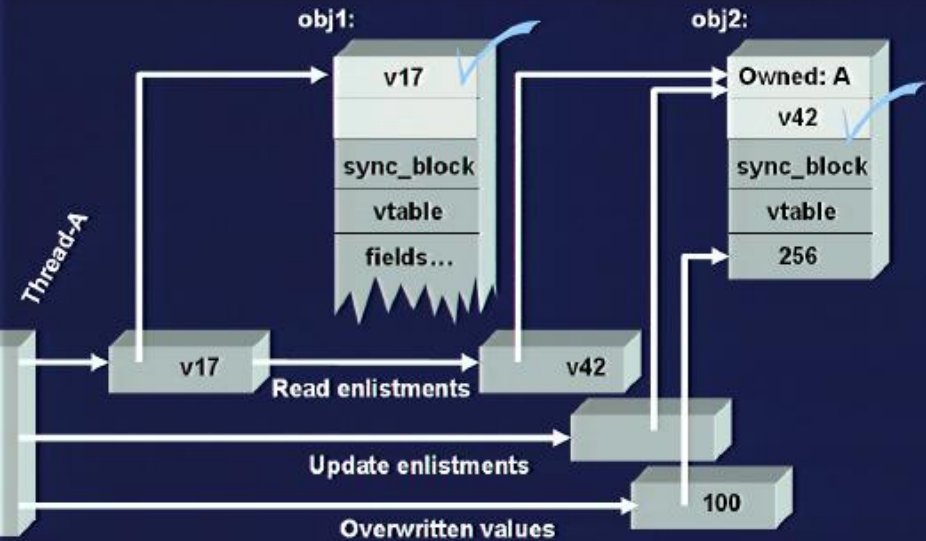 obj1:
obj2:
v17
Owned: A
v42
sync_block
sync_block
vtable
vtable
fields...
256
Thread-A
v17
v42
Read enlistments
Update enlistments
100
Overwritten values